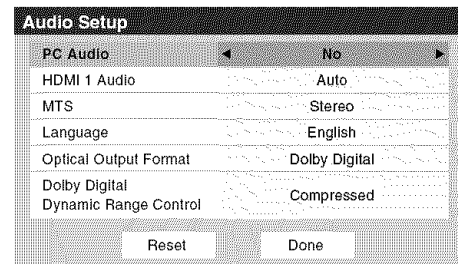 Audio Setup
PC Audio No
HDMI 1 Audio Auto
MTS Stereo
Language English
Optical Output Format Dolby Digital
Dolby Digital
Dynamic Range Control Compressed
Reset Done